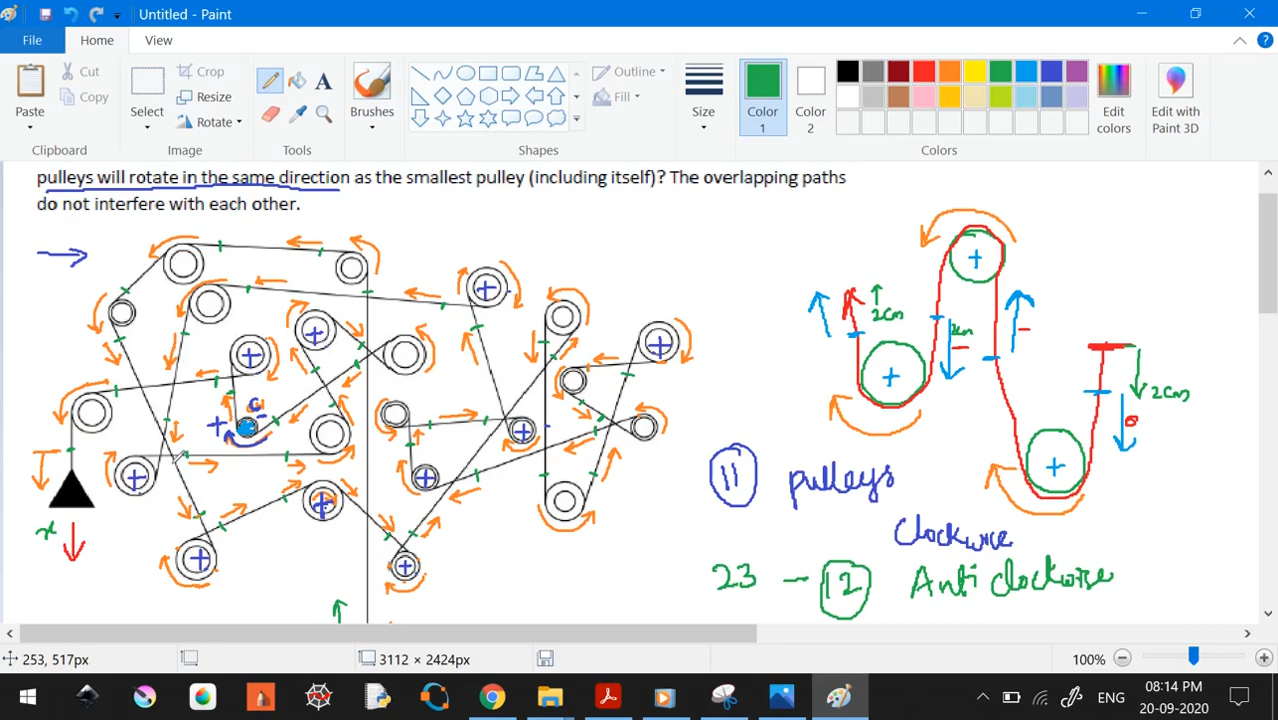 Untitled - Paint
File
Home
View
Paste
Cut
Copy
Clipboard
Select
Crop
Resize
Rotate
Image
Tools
Brushes
Shapes
Outline
Fill
Size
Color 1
Color 2
Edit colors
Edit with Paint 3D
Colors
pulleys will rotate in the same direction as the smallest pulley (including itself)? The overlapping paths
do not interfere with each other.
2cm
2cm
2cm
11 pulleys
Clockwise
23 - 12 Anti clockwise
x
253, 517px
3112 × 2424px
100%
ENG
08:14 PM
20-09-2020